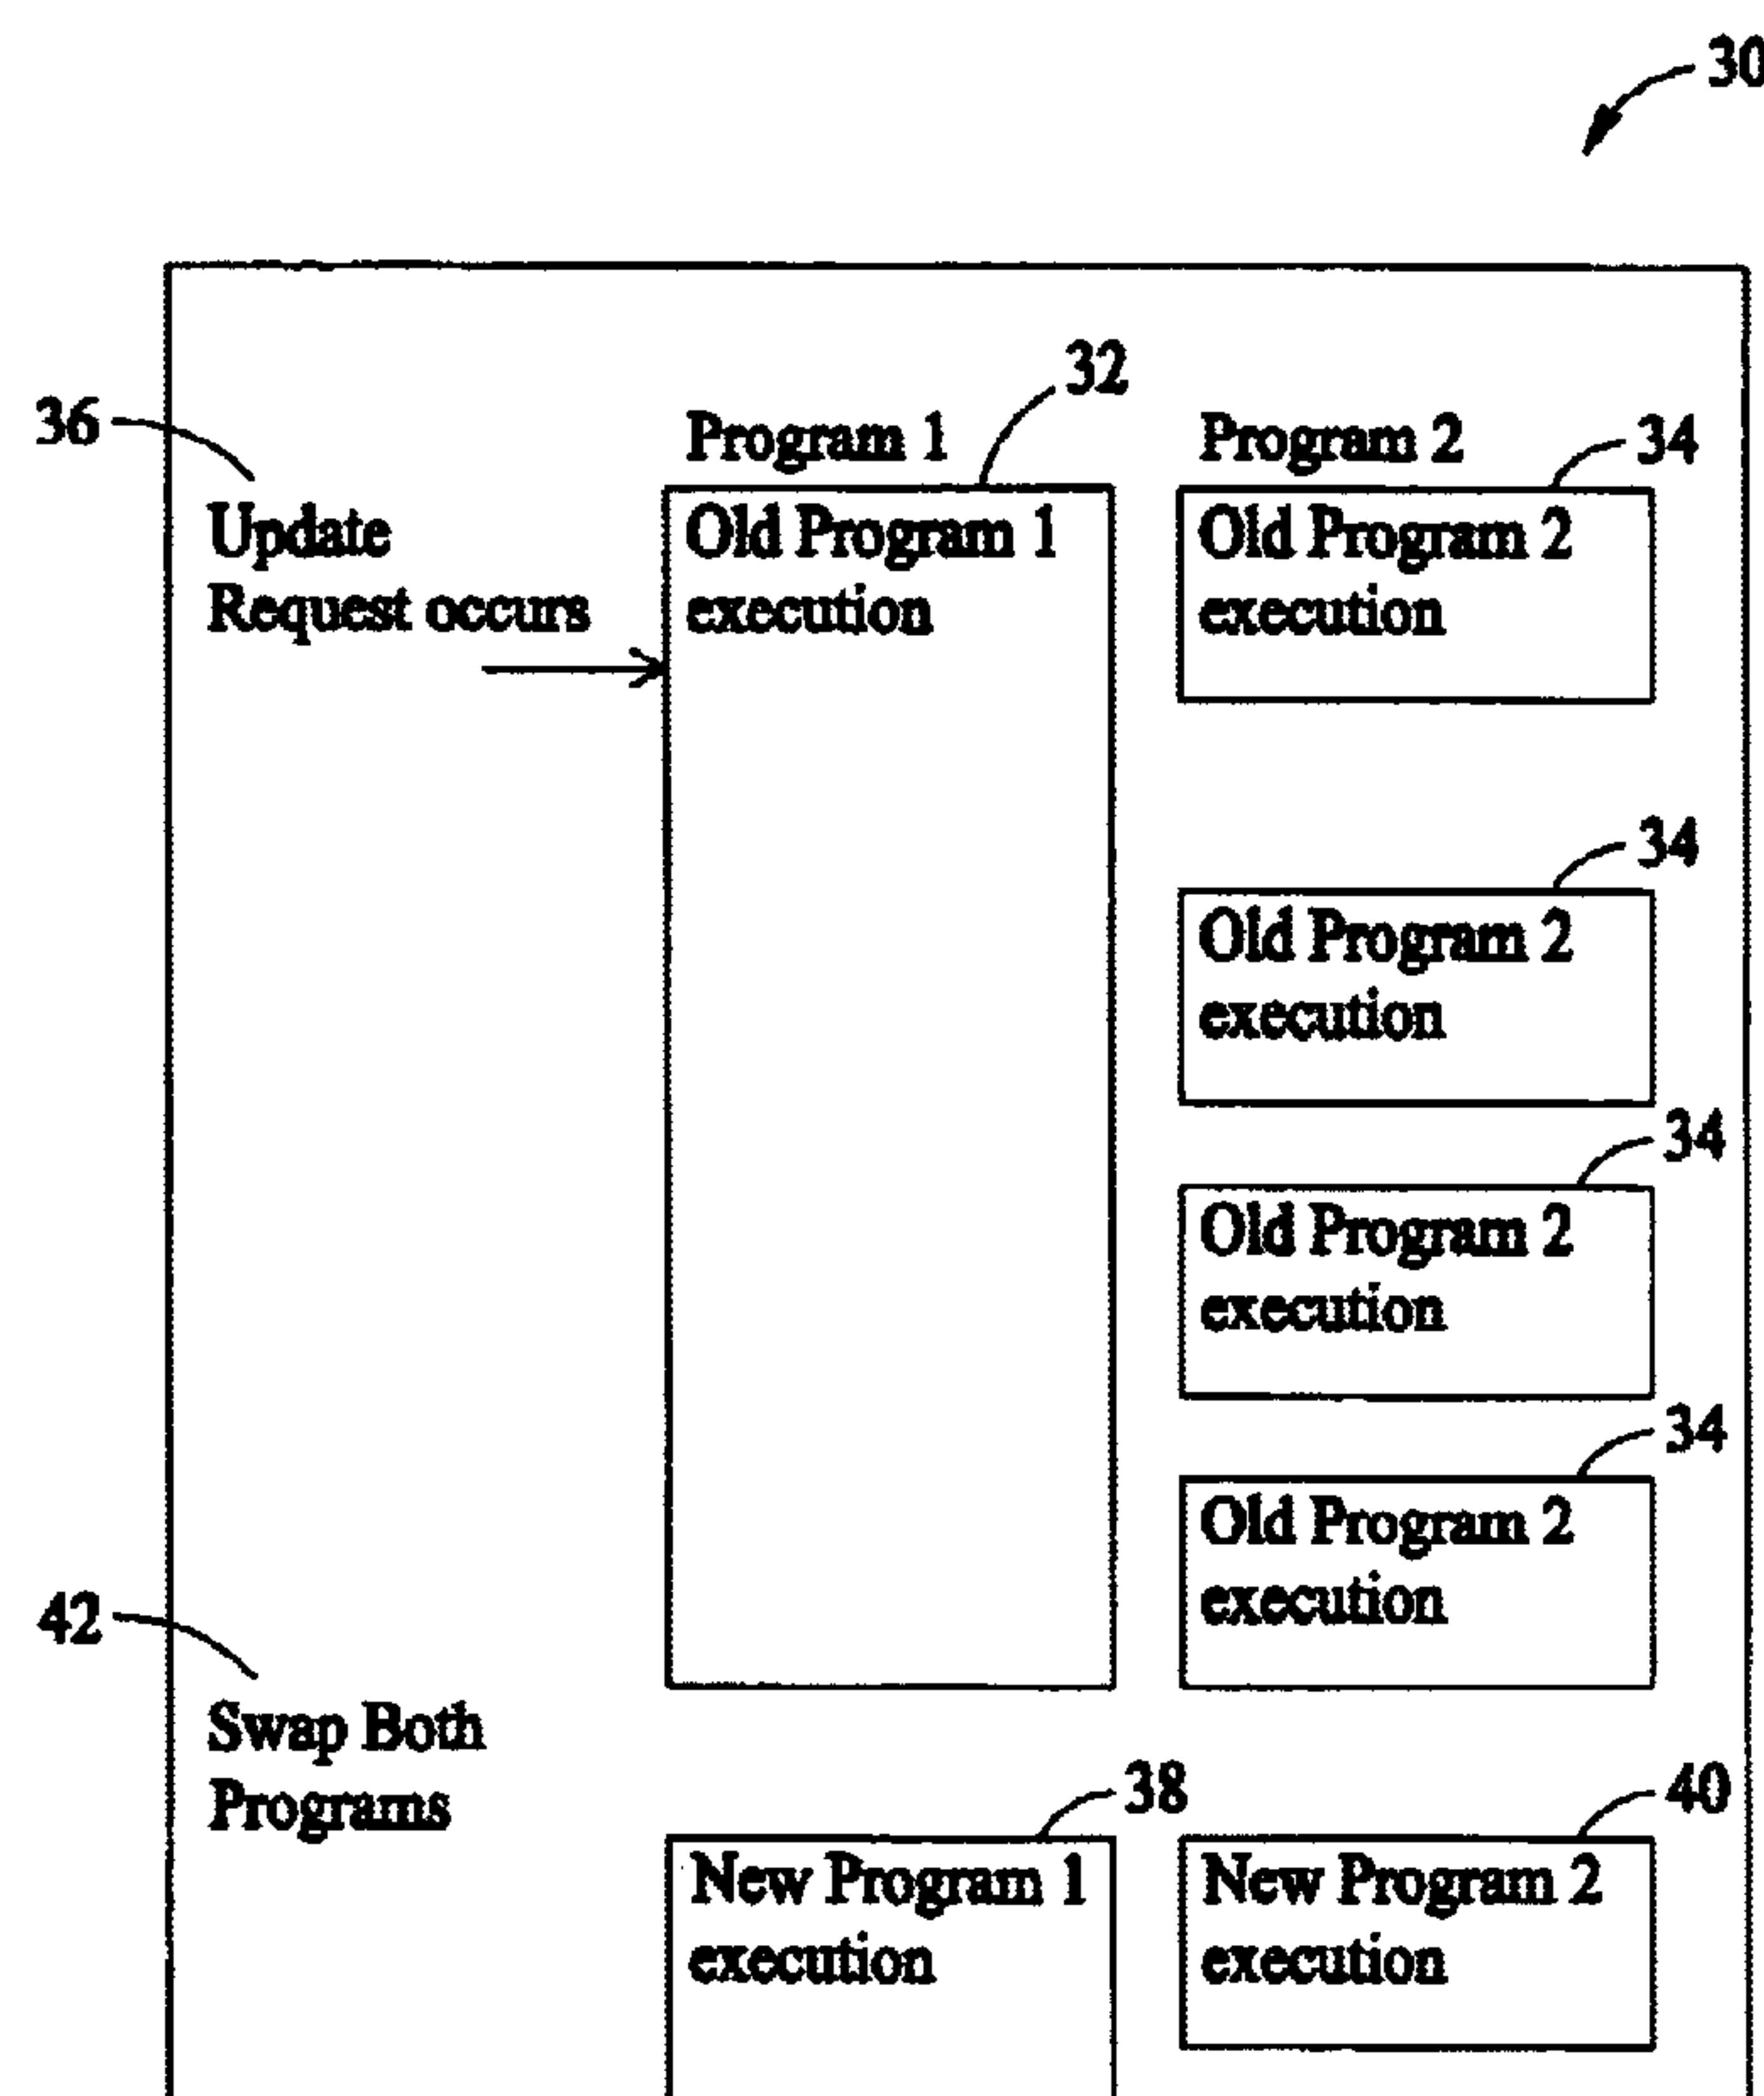 30
32
36
Program 1
Program 2
34
Update
Request occurs
Old Program 1
execution
Old Program 2
execution
34
Old Program 2
execution
34
Old Program 2
execution
34
Old Program 2
execution
42
Swap Both
Programs
38
40
New Program 1
execution
New Program 2
execution